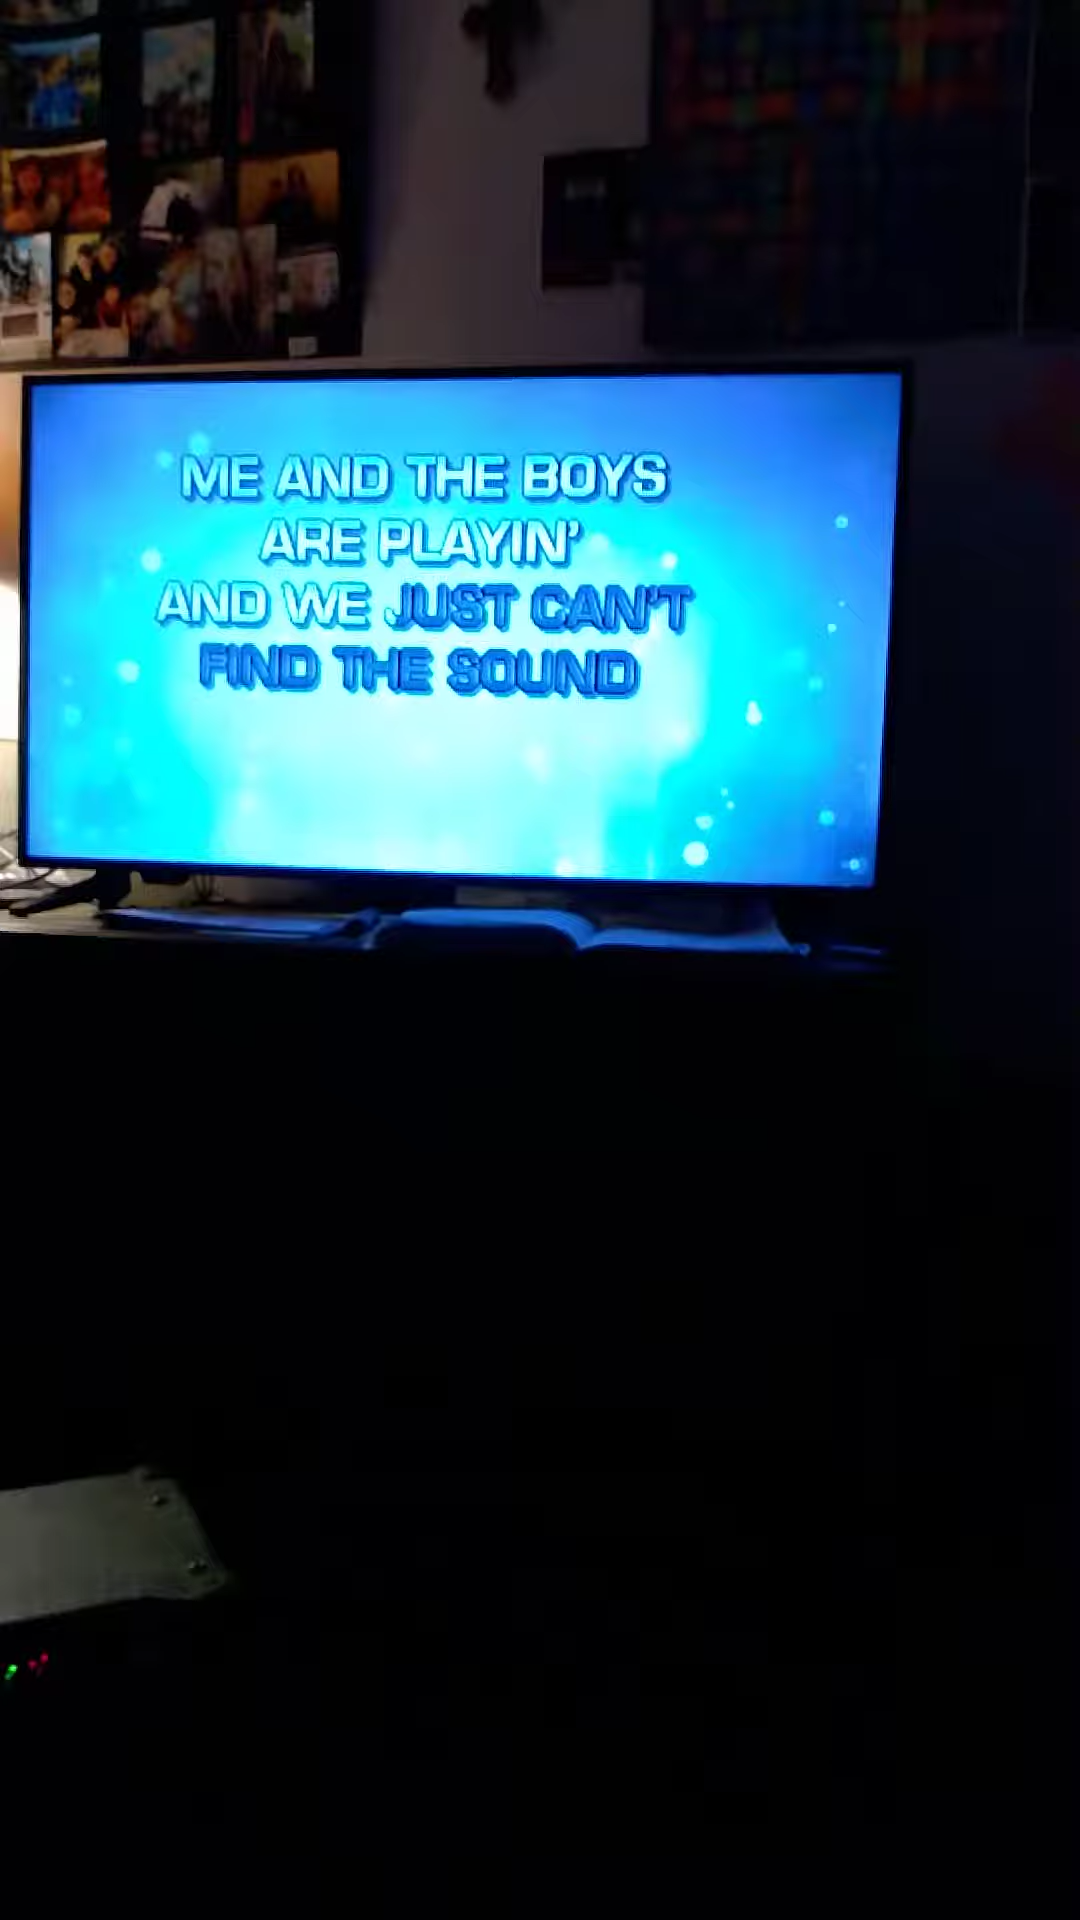 ME AND THE BOYS
ARE PLAYIN'
AND WE JUST CAN'T
FIND THE SOUND